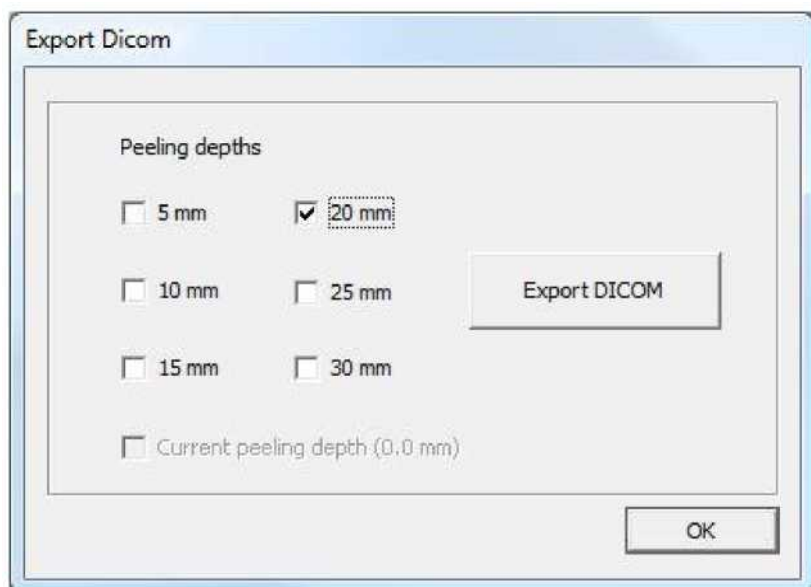 Export Dicom
Peeling depths
5 mm
20 mm
10 mm
25 mm
Export DICOM
15 mm
30 mm
Current peeling depth (0.0 mm)
OK